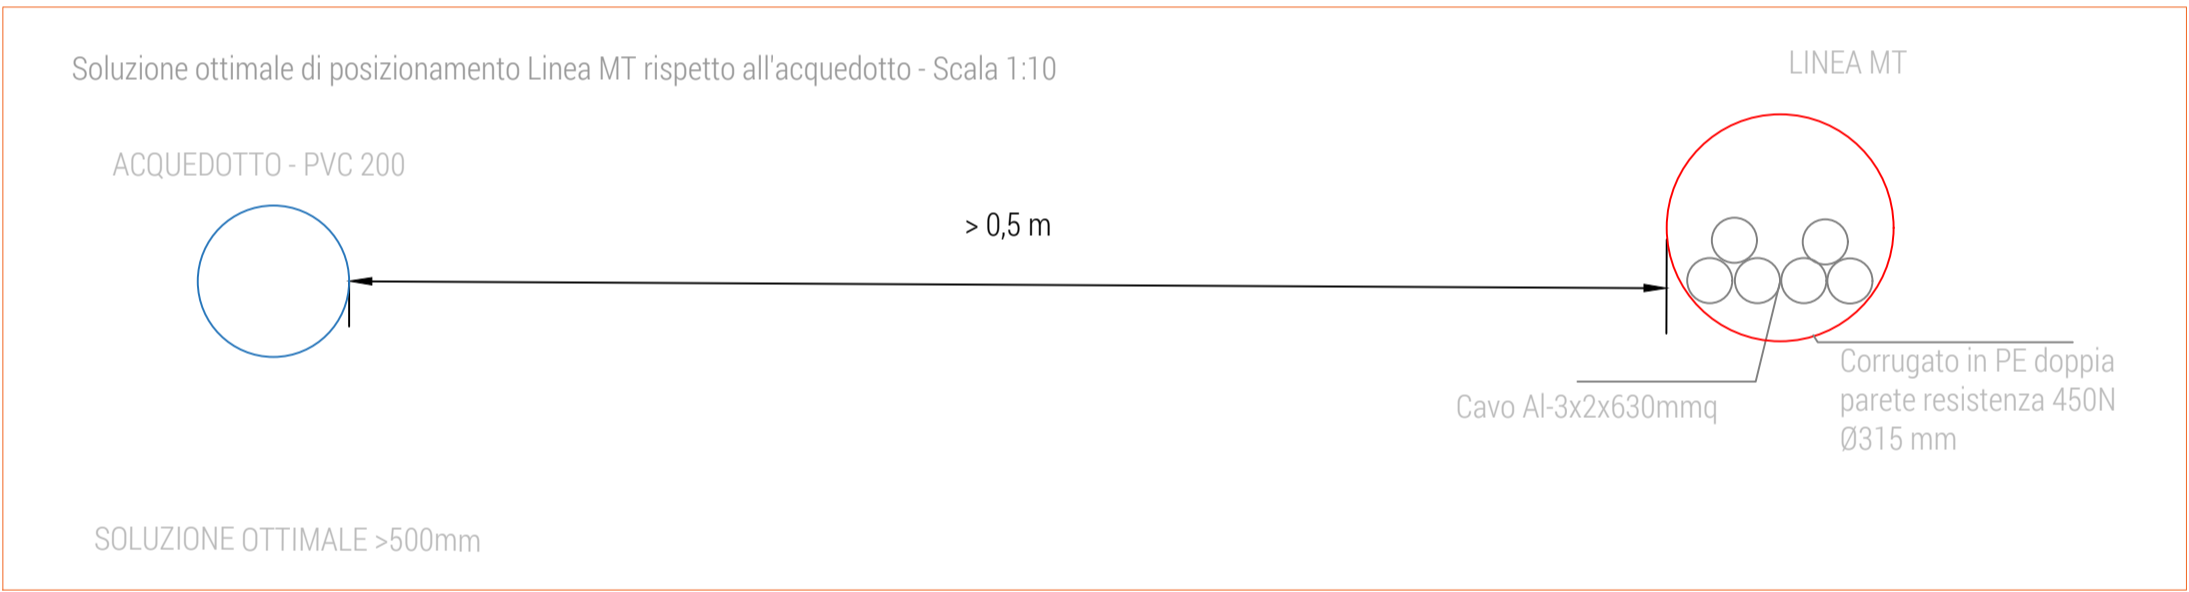 Soluzione ottimale di posizionamento Linea MT rispetto all'acquedotto - Scala 1:10
LINEA MT
ACQUEDOTTO - PVC 200
> 0,5 m
Cavo Al-3x2x630mmq
Corrugato in PE doppia
parete resistenza 450N
Ø315 mm
SOLUZIONE OTTIMALE >500mm